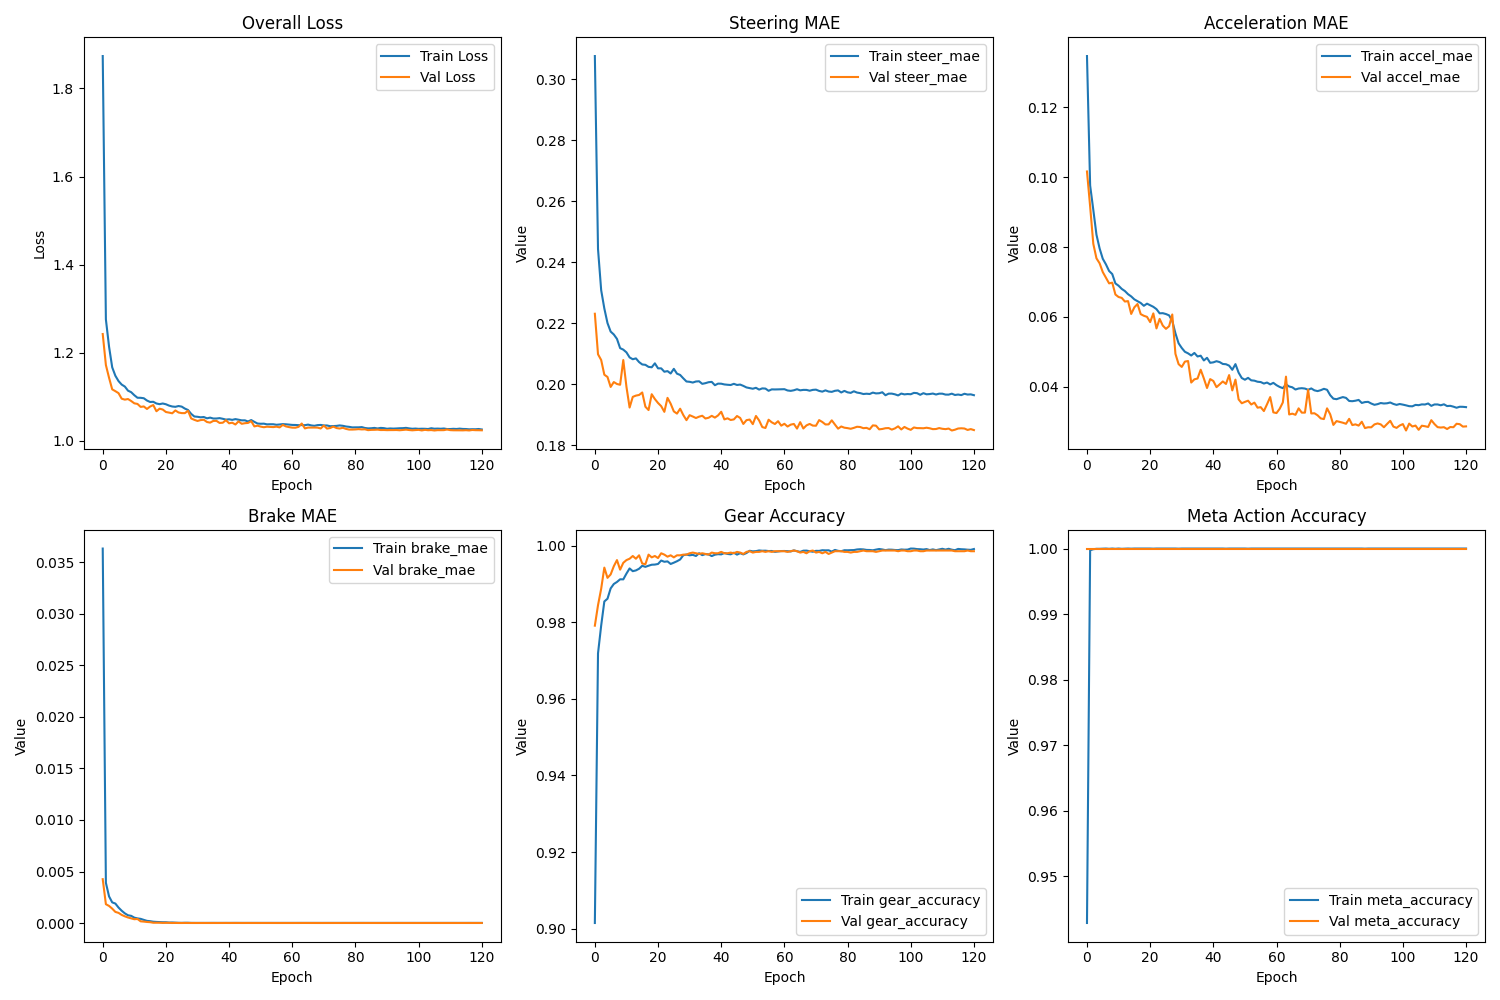 Overall Loss
1.8
1.6
1.4
1.2
1.0
Loss
Train Loss
Val Loss
0 20 40 60 80 100 120
Epoch
Steering MAE
0.30
0.28
0.26
0.24
0.22
0.20
0.18
Value
Train steer_mae
Val steer_mae
0 20 40 60 80 100 120
Epoch
Acceleration MAE
0.12
0.10
0.08
0.06
0.04
Value
Train accel_mae
Val accel_mae
0 20 40 60 80 100 120
Epoch
Brake MAE
0.035
0.030
0.025
0.020
0.015
0.010
0.005
0.000
Value
Train brake_mae
Val brake_mae
0 20 40 60 80 100 120
Epoch
Gear Accuracy
1.00
0.98
0.96
0.94
0.92
0.90
Value
Train gear_accuracy
Val gear_accuracy
0 20 40 60 80 100 120
Epoch
Meta Action Accuracy
1.00
0.99
0.98
0.97
0.96
0.95
Value
Train meta_accuracy
Val meta_accuracy
0 20 40 60 80 100 120
Epoch